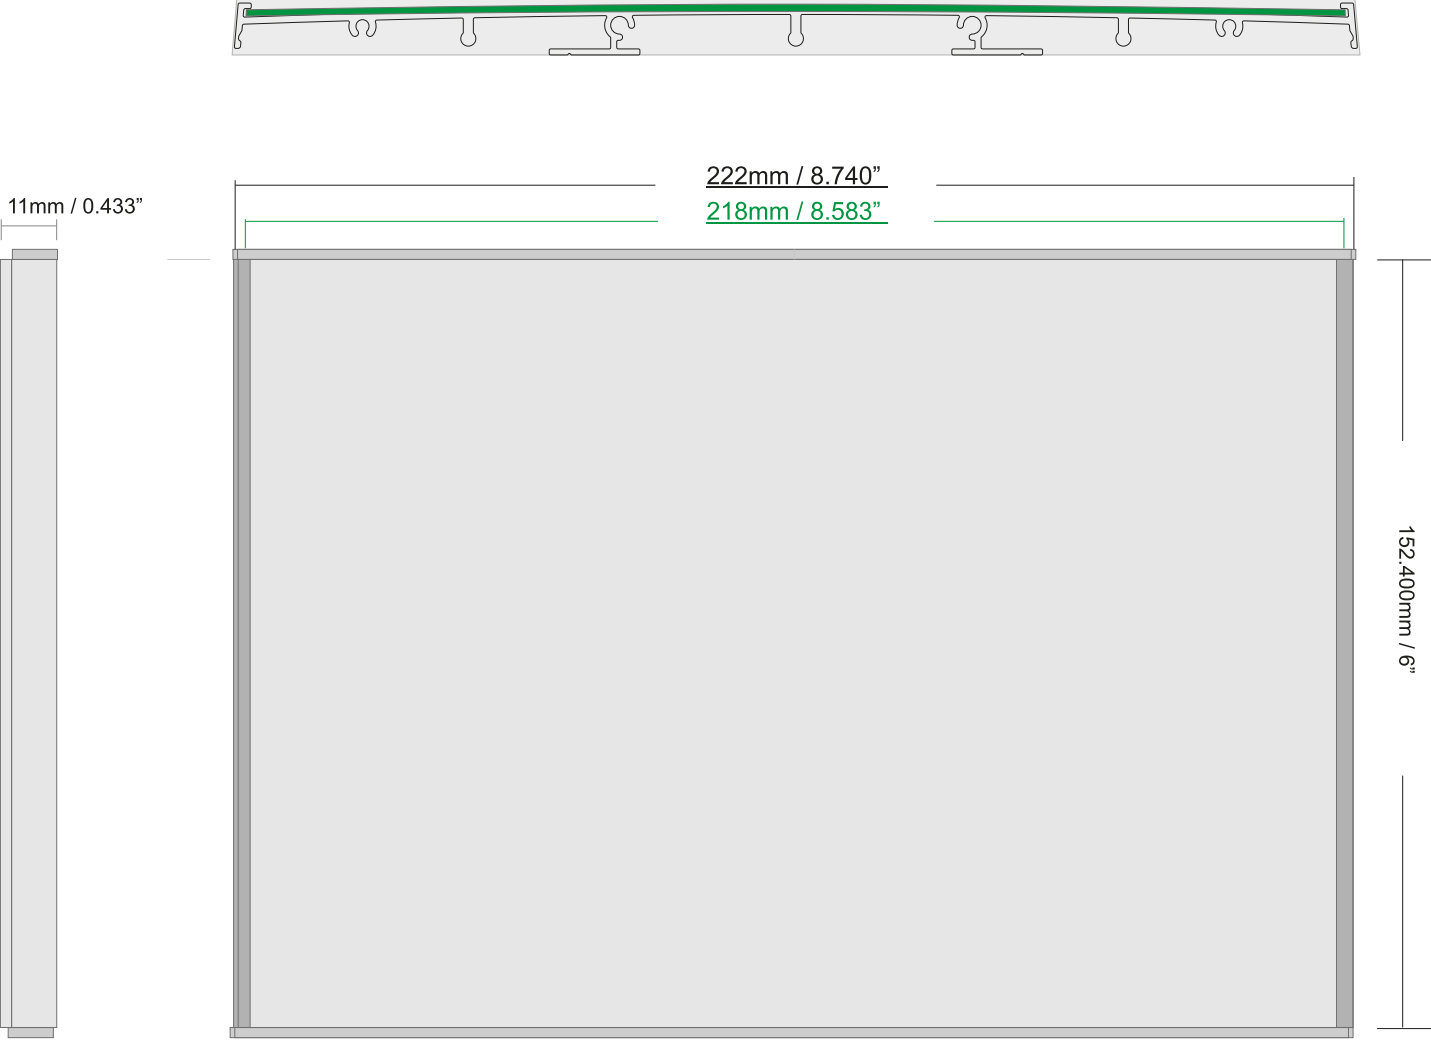 222mm / 8.740”
11mm / 0.433”
218mm / 8.583”
152.400mm / 6”